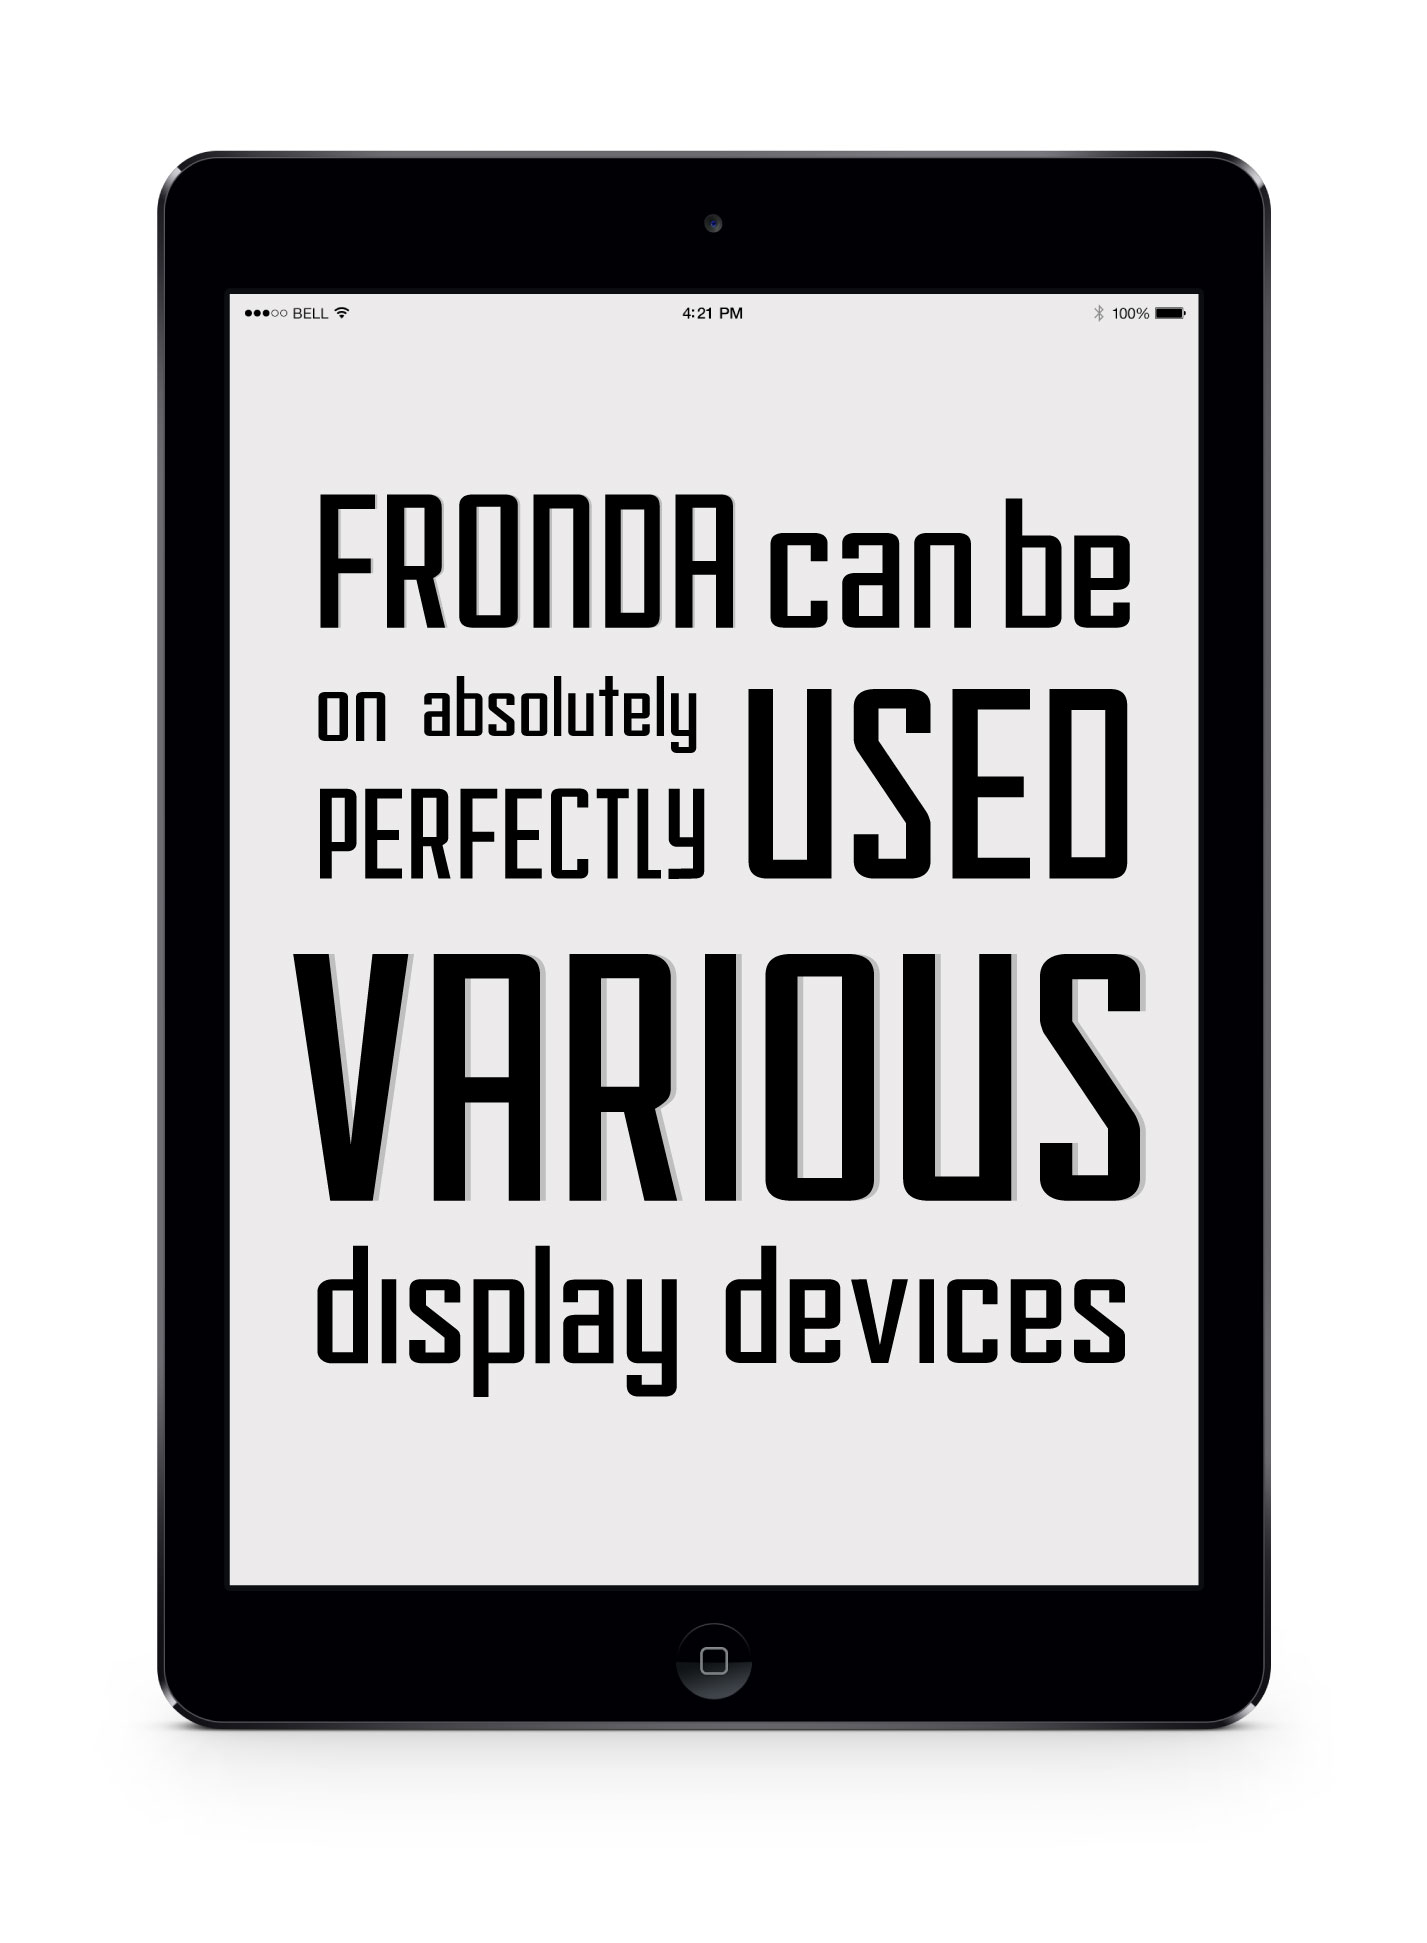 BELL 4:21 PM 100%
FRONDA can be
on absolutely USED
PERFECTLY
VARIOUS
display devices